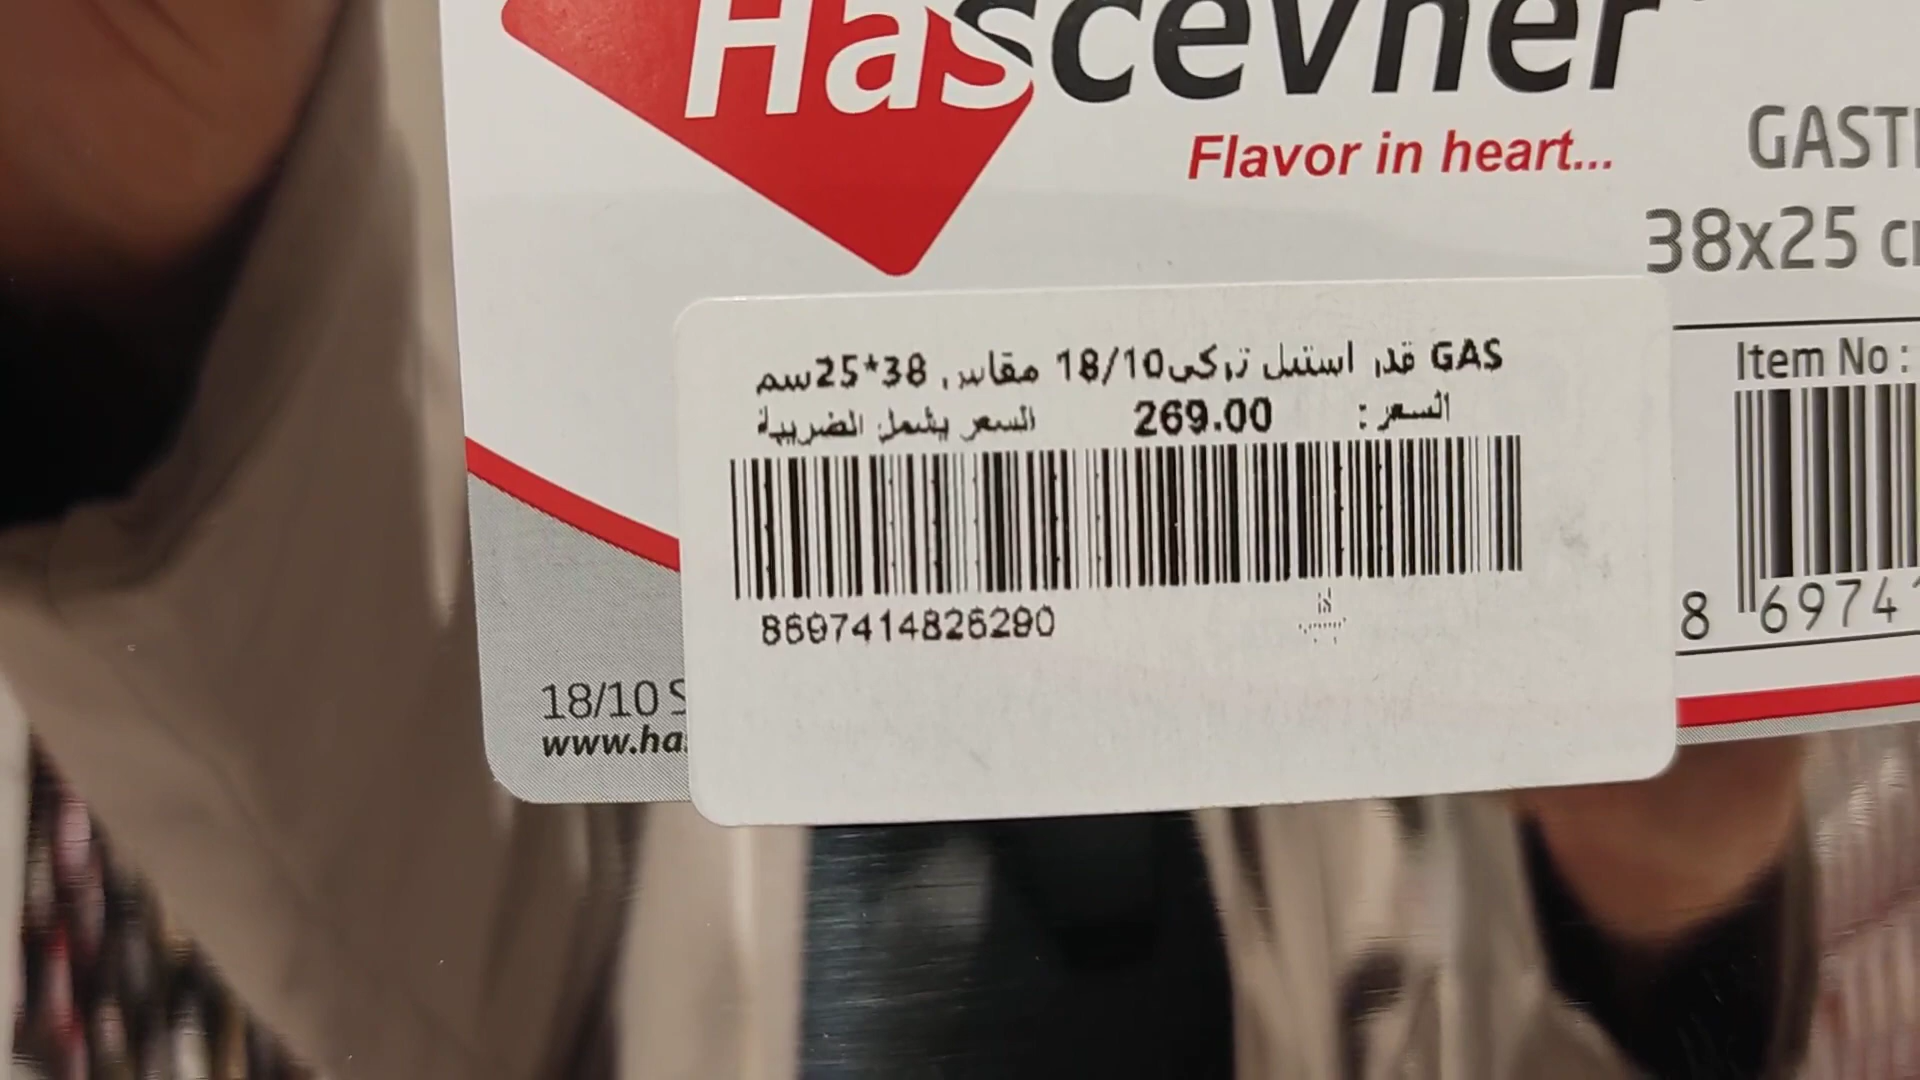 Hascevher
Flavor in heart...
GAST
38x25 c
GAS قدر استيل تركي18/10 مقاس 38*25سم
السعر : 269.00 السعر يشمل الضريبة
8697414826290
Item No :
8 69741
18/10 S
www.has